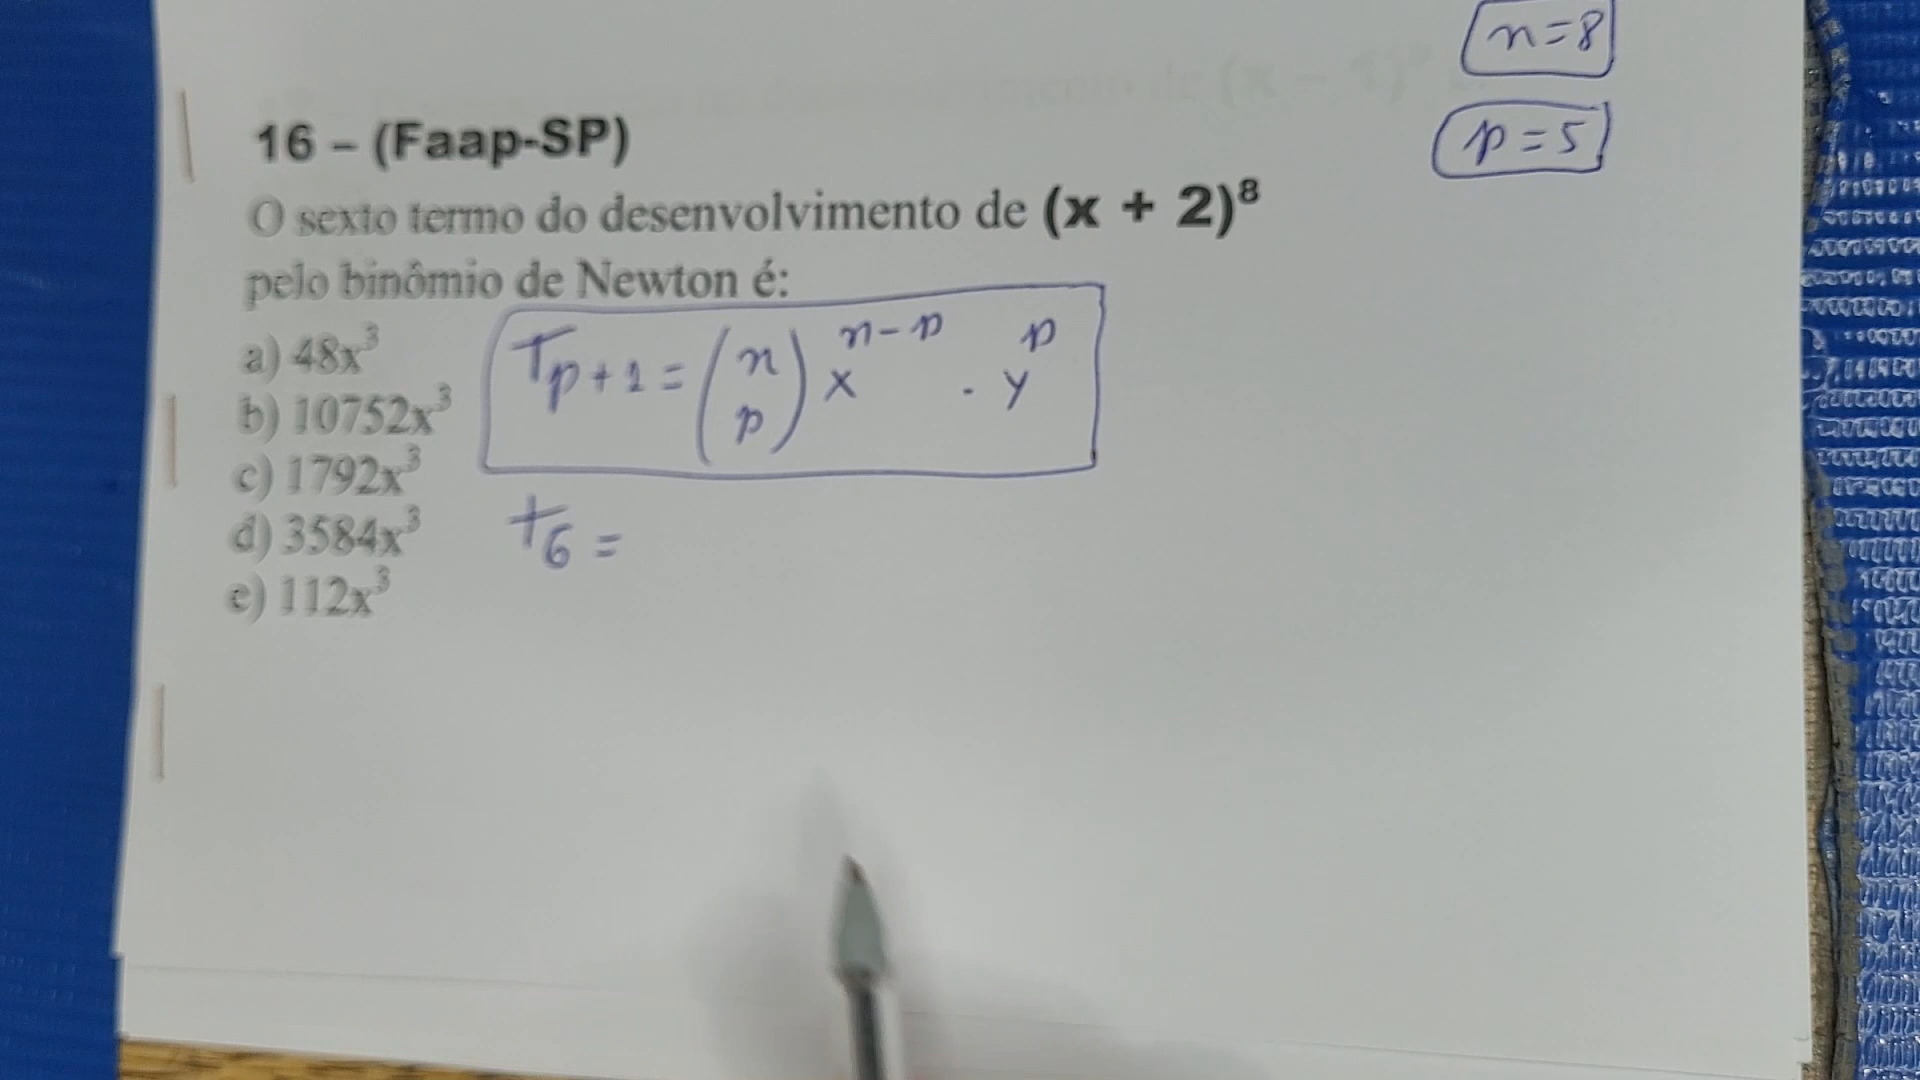 n=8
p=5
16 – (Faap-SP)
O sexto termo do desenvolvimento de (x + 2)⁸
pelo binômio de Newton é:
a) 48x³
b) 10752x³
c) 1792x³
d) 3584x³
e) 112x³
T_{p+1} = (n p) x^{n-p} . y^p
T₆ =